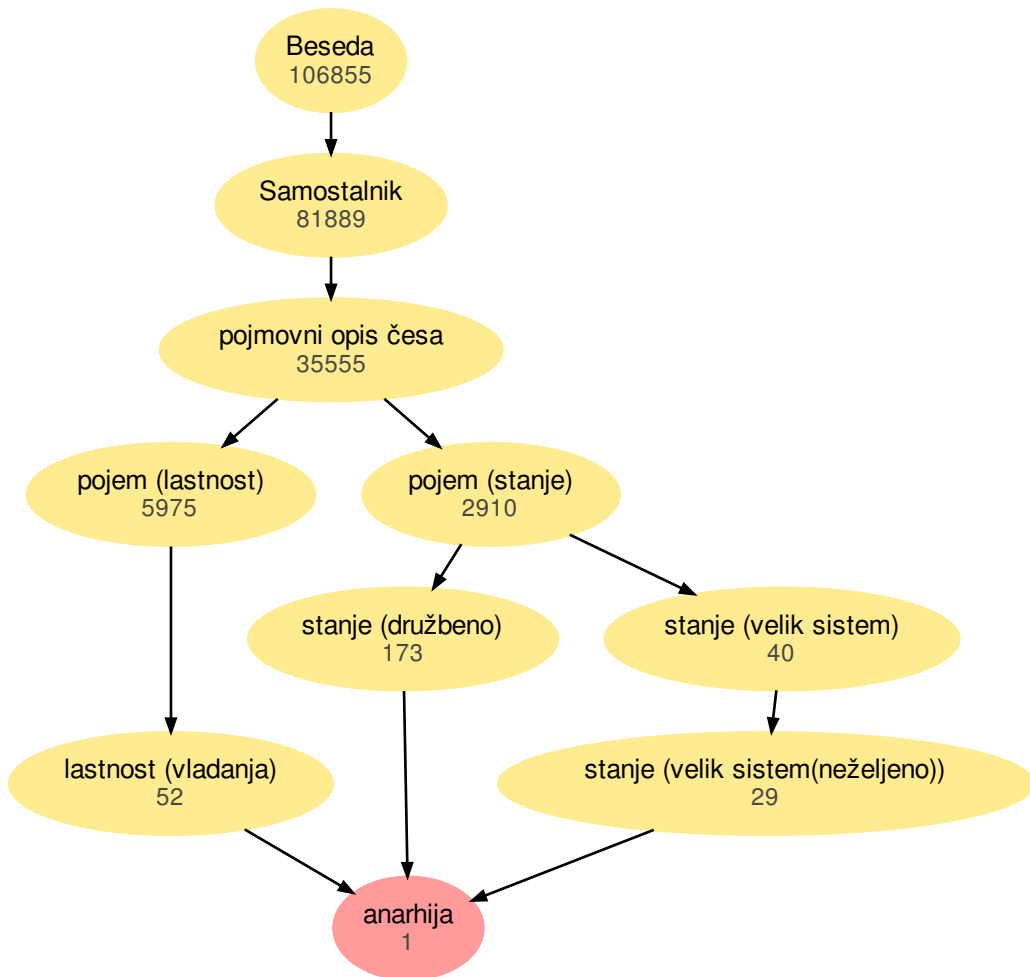 Beseda
106855
Samostalnik
81889
pojmovni opis česa
35555
pojem (lastnost)
5975
pojem (stanje)
2910
stanje (družbeno)
173
stanje (velik sistem)
40
lastnost (vladanja)
52
stanje (velik sistem(neželjeno))
29
anarhija
1